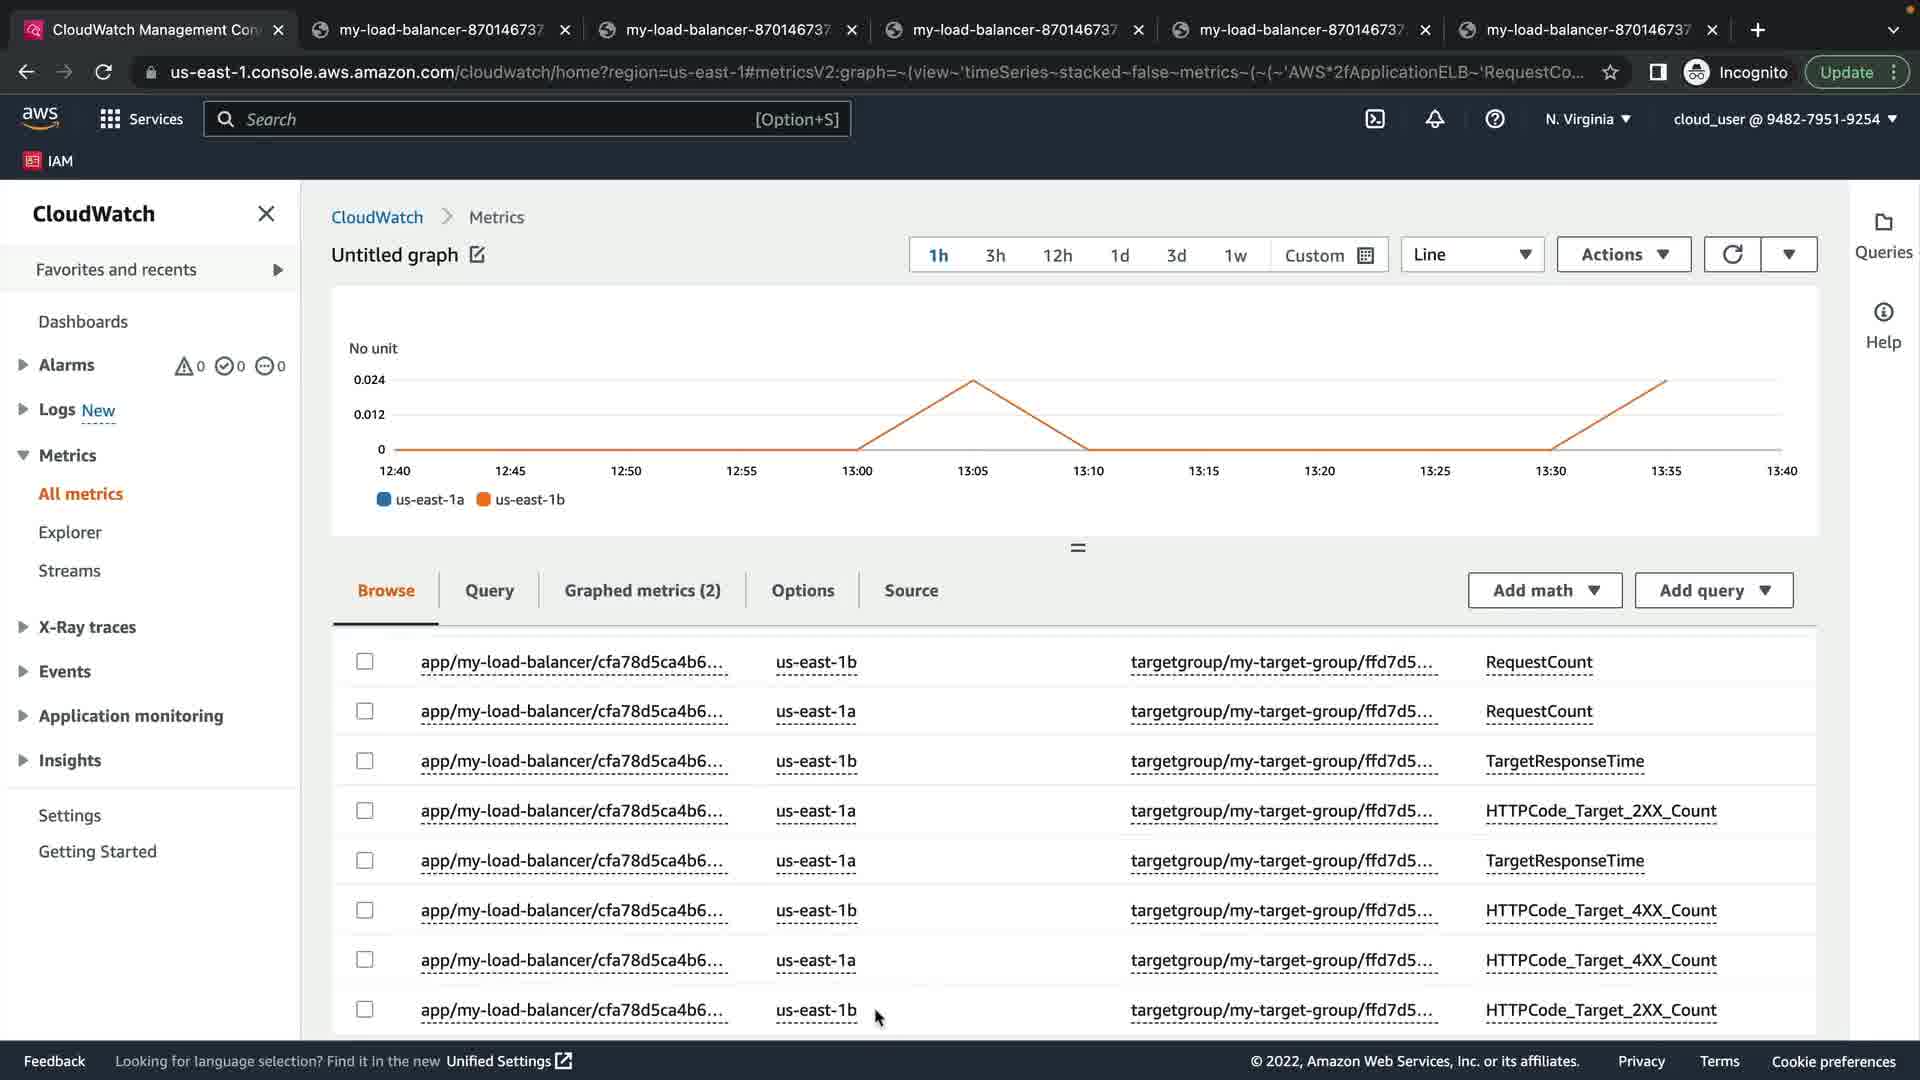 CloudWatch Management Con
my-load-balancer-870146737
my-load-balancer-870146737
my-load-balancer-870146737
my-load-balancer-870146737
my-load-balancer-870146737
us-east-1.console.aws.amazon.com/cloudwatch/home?region=us-east-1#metricsV2:graph=~(view~'timeSeries~stacked~false~metrics~(~(~'AWS*2fApplicationELB~'RequestCo...
Incognito
Update
aws
Services
Search
[Option+S]
N. Virginia
cloud_user @ 9482-7951-9254
IAM
CloudWatch
Favorites and recents
Dashboards
Alarms
0
0
0
Logs New
Metrics
All metrics
Explorer
Streams
X-Ray traces
Events
Application monitoring
Insights
Settings
Getting Started
CloudWatch
Metrics
Untitled graph
1h
3h
12h
1d
3d
1w
Custom
Line
Actions
No unit
0.024
0.012
0
12:40
12:45
12:50
12:55
13:00
13:05
13:10
13:15
13:20
13:25
13:30
13:35
13:40
us-east-1a
us-east-1b
Browse
Query
Graphed metrics (2)
Options
Source
Add math
Add query
app/my-load-balancer/cfa78d5ca4b6... us-east-1b targetgroup/my-target-group/ffd7d5... RequestCount
app/my-load-balancer/cfa78d5ca4b6... us-east-1a targetgroup/my-target-group/ffd7d5... RequestCount
app/my-load-balancer/cfa78d5ca4b6... us-east-1b targetgroup/my-target-group/ffd7d5... TargetResponseTime
app/my-load-balancer/cfa78d5ca4b6... us-east-1a targetgroup/my-target-group/ffd7d5... HTTPCode_Target_2XX_Count
app/my-load-balancer/cfa78d5ca4b6... us-east-1a targetgroup/my-target-group/ffd7d5... TargetResponseTime
app/my-load-balancer/cfa78d5ca4b6... us-east-1b targetgroup/my-target-group/ffd7d5... HTTPCode_Target_4XX_Count
app/my-load-balancer/cfa78d5ca4b6... us-east-1a targetgroup/my-target-group/ffd7d5... HTTPCode_Target_4XX_Count
app/my-load-balancer/cfa78d5ca4b6... us-east-1b targetgroup/my-target-group/ffd7d5... HTTPCode_Target_2XX_Count
Queries
Help
Feedback
Looking for language selection? Find it in the new Unified Settings
© 2022, Amazon Web Services, Inc. or its affiliates.
Privacy
Terms
Cookie preferences